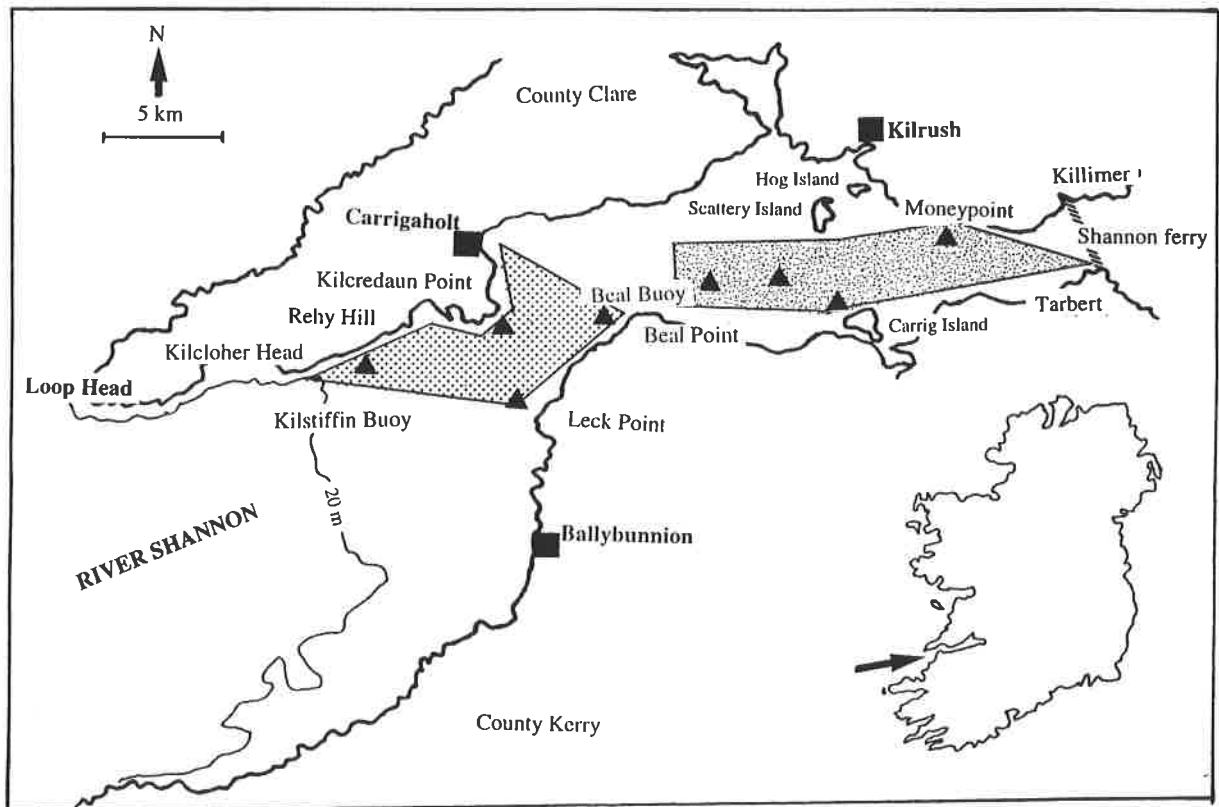 N
5 km
County Clare
Kilrush
Killimer
Hog Island
Scattery Island
Moneypoint
Carrigaholt
Shannon ferry
Kilcredaun Point
Beal Buoy
Tarbert
Rehy Hill
Carrig Island
Beal Point
Kilcloher Head
Loop Head
Kilstiffin Buoy
Leck Point
20 m
RIVER SHANNON
Ballybunnion
County Kerry